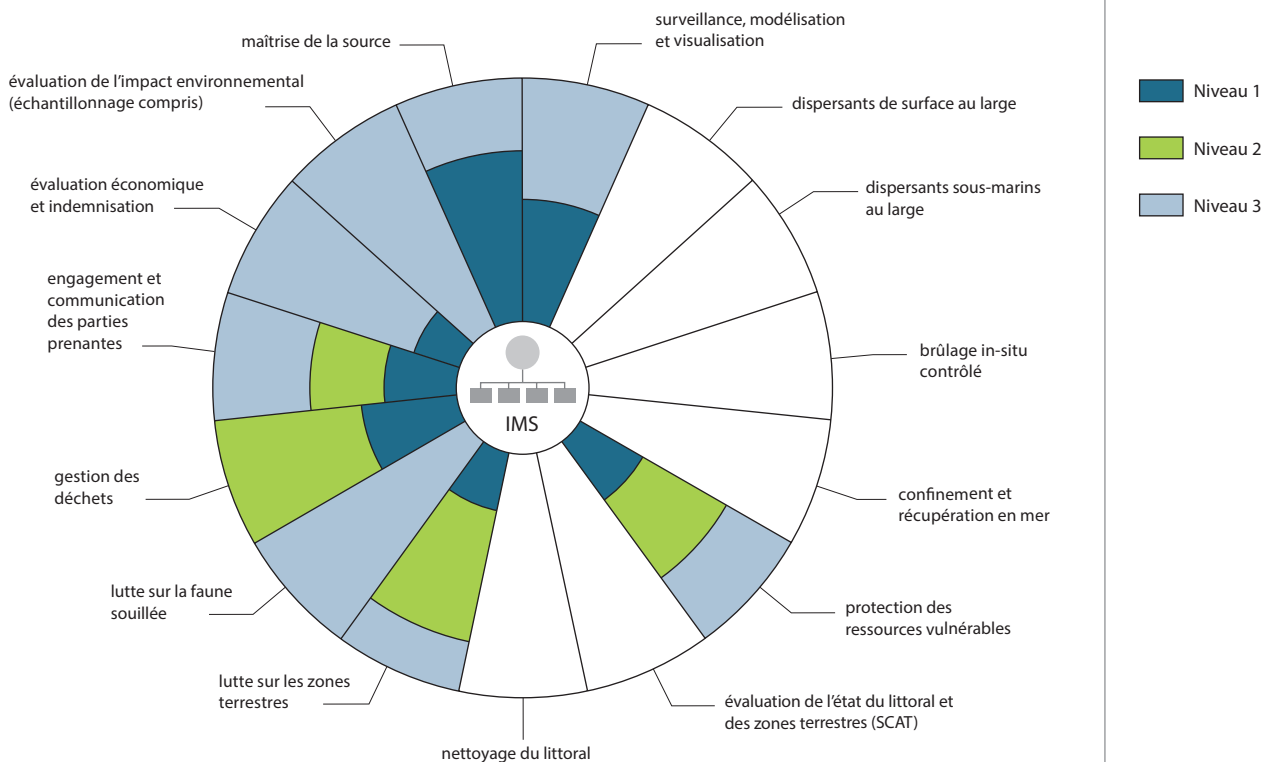 surveillance, modélisation
et visualisation
maîtrise de la source
évaluation de l'impact environnemental
(échantillonnage compris)
dispersants de surface au large
évaluation économique
et indemnisation
dispersants sous-marins
au large
engagement et
communication
des parties
prenantes
brûlage in-situ
contrôlé
IMS
gestion des
déchets
confinement et
récupération en mer
lutte sur la faune
souillée
protection des
ressources vulnérables
lutte sur les zones
terrestres
évaluation de l'état du littoral et
des zones terrestres (SCAT)
nettoyage du littoral
Niveau 1
Niveau 2
Niveau 3